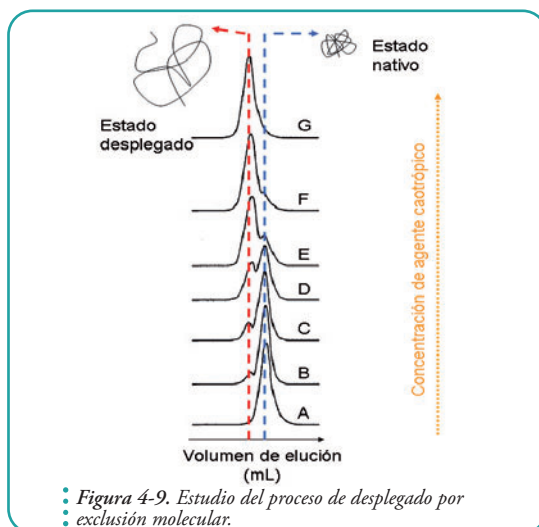 Estado
nativo
Estado
desplegado
G
F
E
D
C
B
A
Concentración de agente caotrópico
Volumen de elución
(mL)
Figura 4-9. Estudio del proceso de desplegado por
exclusión molecular.